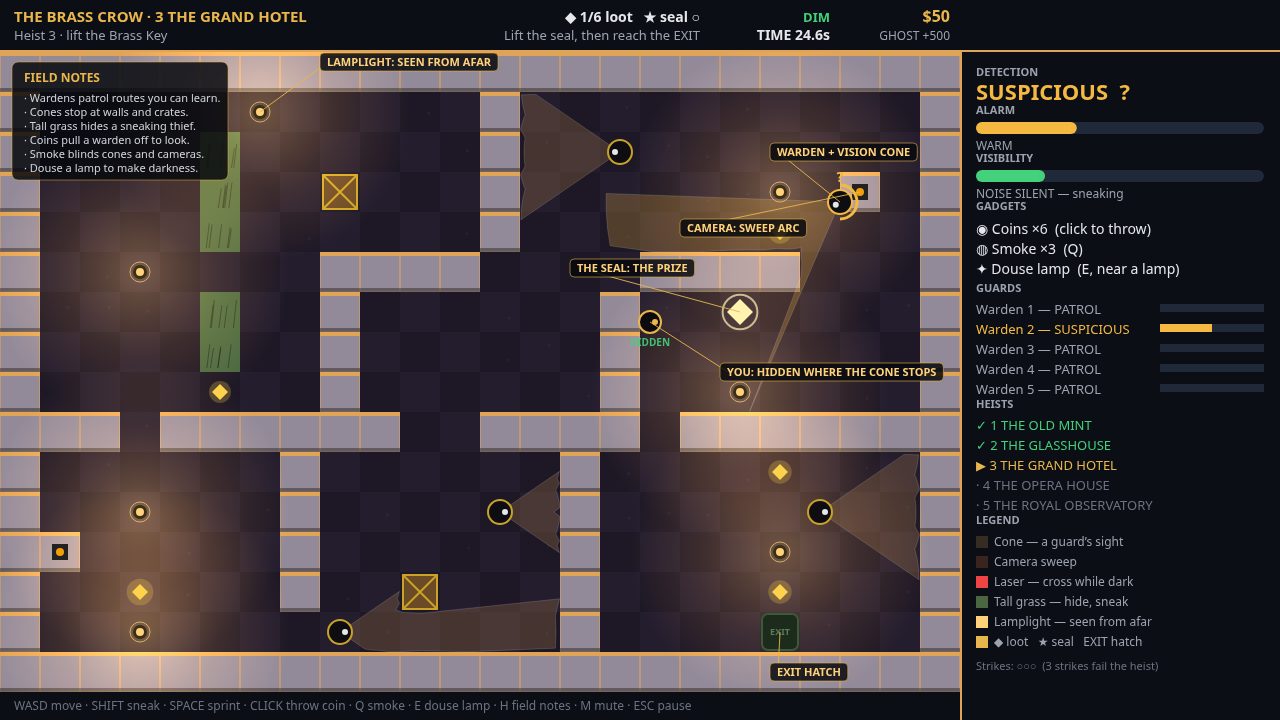 THE BRASS CROW · 3 THE GRAND HOTEL
Heist 3 · lift the Brass Key
◆ 1/6 loot ★ seal ○
Lift the seal, then reach the EXIT
DIM
TIME 24.6s
$50
GHOST +500
FIELD NOTES
· Wardens patrol routes you can learn.
· Cones stop at walls and crates.
· Tall grass hides a sneaking thief.
· Coins pull a warden off to look.
· Smoke blinds cones and cameras.
· Douse a lamp to make darkness.
LAMPLIGHT: SEEN FROM AFAR
WARDEN + VISION CONE
CAMERA: SWEEP ARC
THE SEAL: THE PRIZE
HIDDEN
YOU: HIDDEN WHERE THE CONE STOPS
EXIT
EXIT HATCH
DETECTION
SUSPICIOUS ?
ALARM
WARM
VISIBILITY
NOISE SILENT — sneaking
GADGETS
◉ Coins ×6 (click to throw)
◍ Smoke ×3 (Q)
✦ Douse lamp (E, near a lamp)
GUARDS
Warden 1 — PATROL
Warden 2 — SUSPICIOUS
Warden 3 — PATROL
Warden 4 — PATROL
Warden 5 — PATROL
HEISTS
✓ 1 THE OLD MINT
✓ 2 THE GLASSHOUSE
▶ 3 THE GRAND HOTEL
· 4 THE OPERA HOUSE
· 5 THE ROYAL OBSERVATORY
LEGEND
Cone — a guard's sight
Camera sweep
Laser — cross while dark
Tall grass — hide, sneak
Lamplight — seen from afar
◆ loot ★ seal EXIT hatch
Strikes: ○○○ (3 strikes fail the heist)
WASD move · SHIFT sneak · SPACE sprint · CLICK throw coin · Q smoke · E douse lamp · H field notes · M mute · ESC pause